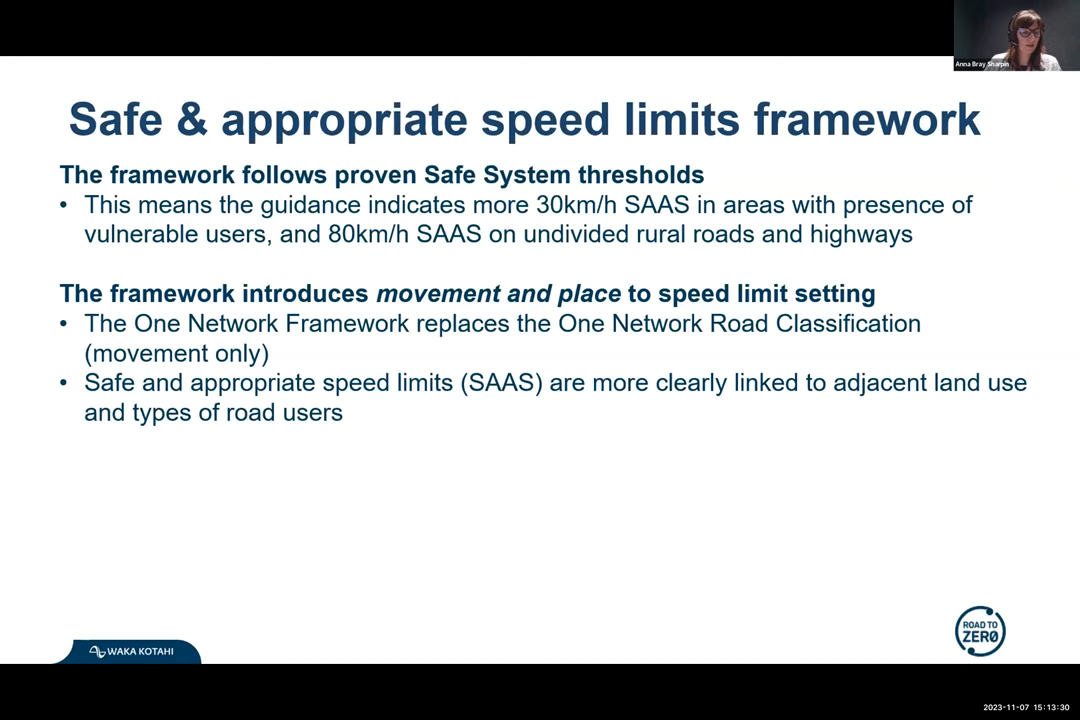 Anna Bray Sharpin
Safe & appropriate speed limits framework
The framework follows proven Safe System thresholds
• This means the guidance indicates more 30km/h SAAS in areas with presence of
vulnerable users, and 80km/h SAAS on undivided rural roads and highways
The framework introduces movement and place to speed limit setting
• The One Network Framework replaces the One Network Road Classification
(movement only)
• Safe and appropriate speed limits (SAAS) are more clearly linked to adjacent land use
and types of road users
ROAD TO
ZERO
WAKA KOTAHI
2023-11-07 15:13:30